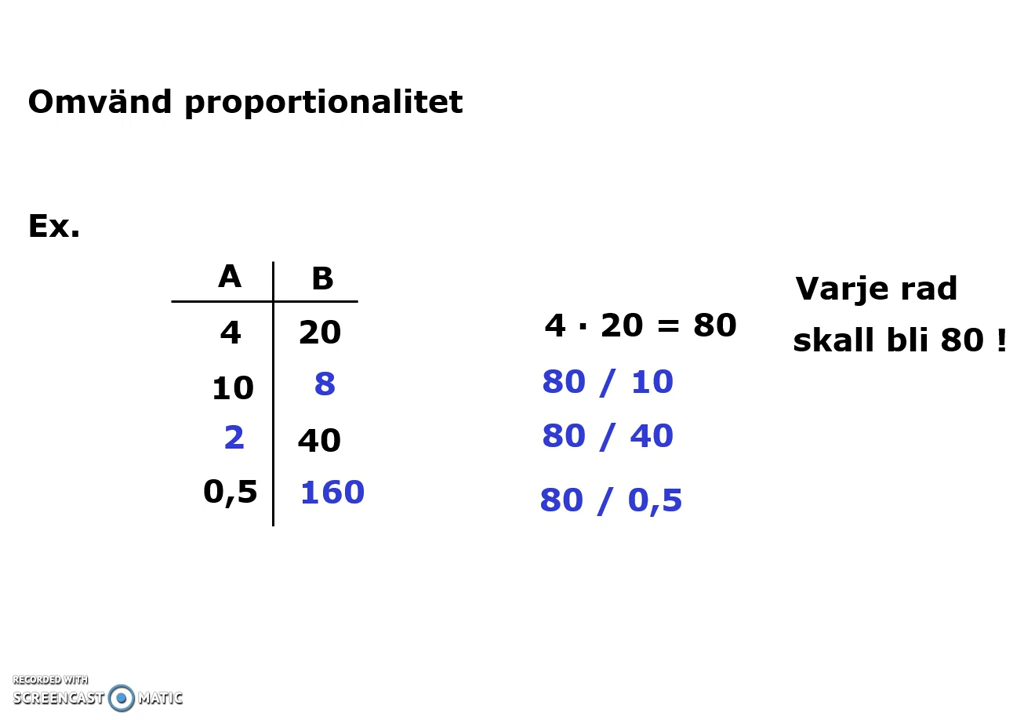 Omvänd proportionalitet
Ex.
A B
4 20 4 · 20 = 80
10 8 80 / 10
2 40 80 / 40
0,5 160 80 / 0,5
Varje rad
skall bli 80 !
RECORDED WITH
SCREENCAST MATIC